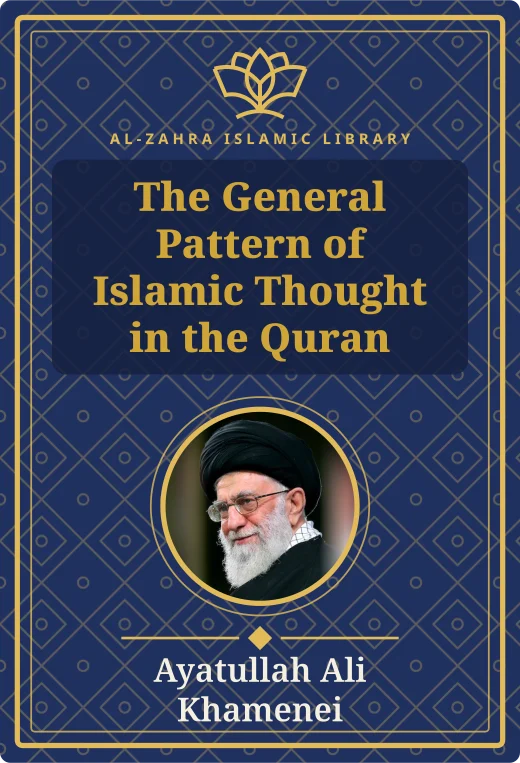 AL-ZAHRA ISLAMIC LIBRARY
The General
Pattern of
Islamic Thought
in the Quran
Ayatullah Ali
Khamenei